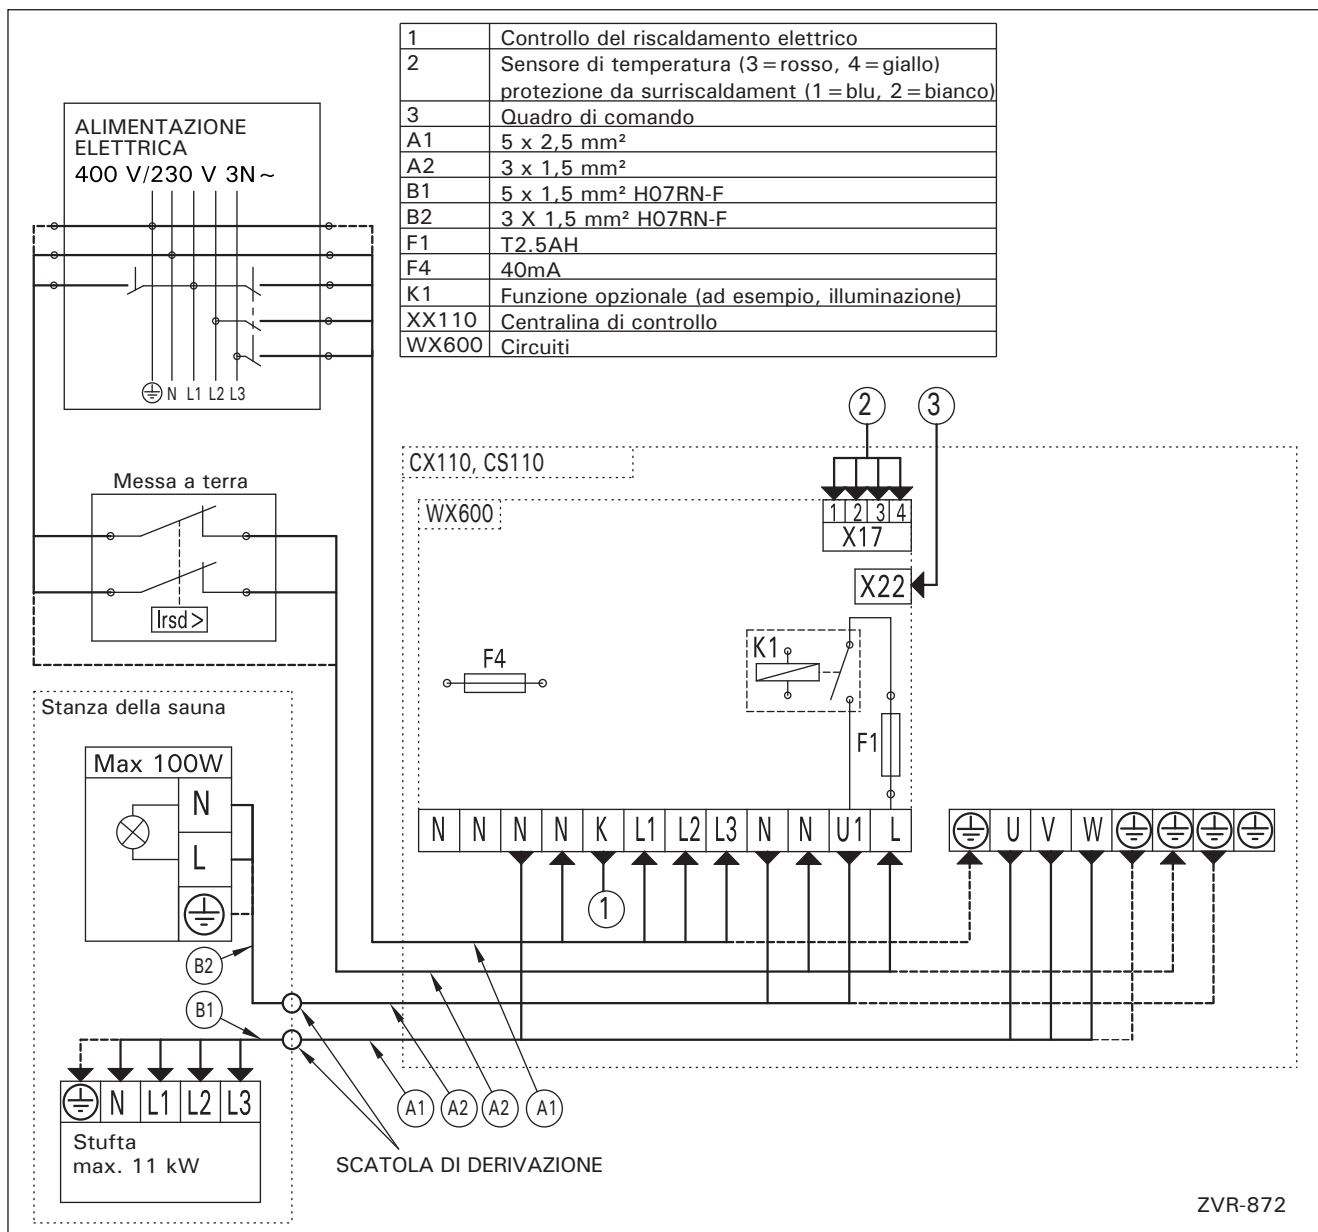 1 Controllo del riscaldamento elettrico
2 Sensore di temperatura (3=rosso, 4=giallo)
protezione da surriscaldament (1=blu, 2=bianco)
3 Quadro di comando
A1 5 x 2,5 mm²
A2 3 x 1,5 mm²
B1 5 x 1,5 mm² H07RN-F
B2 3 X 1,5 mm² H07RN-F
F1 T2.5AH
F4 40mA
K1 Funzione opzionale (ad esempio, illuminazione)
XX110 Centralina di controllo
WX600 Circuiti
ALIMENTAZIONE
ELETTRICA
400 V/230 V 3N~
N L1 L2 L3
Messa a terra
Irsd>
2 3
CX110, CS110
WX600
1 2 3 4
X17
X22
K1
F4
F1
N N N N K L1 L2 L3 N N U1 L
U V W
1
Stanza della sauna
Max 100W
N
L
B2
B1
N L1 L2 L3
Stufta
max. 11 kW
A1 A2 A2 A1
SCATOLA DI DERIVAZIONE
ZVR-872